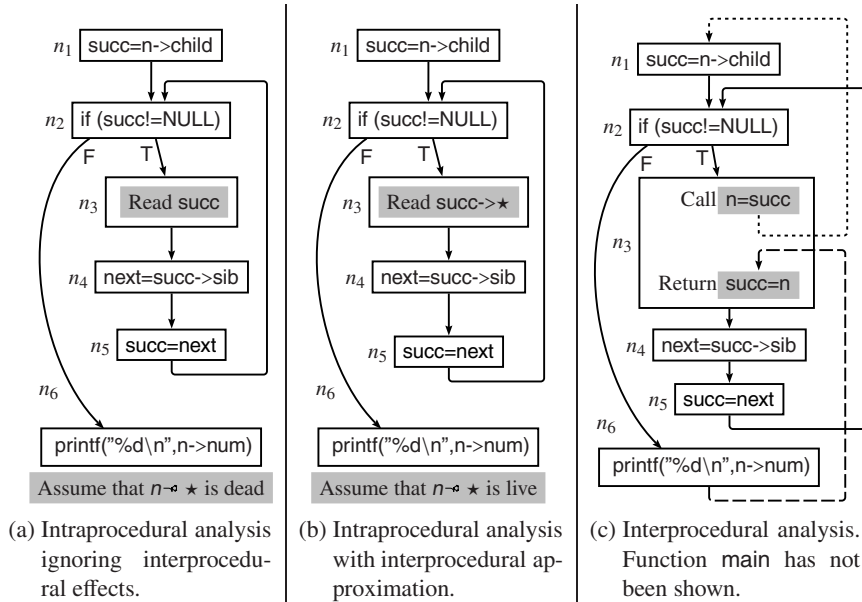 n1 succ=n->child
n2 if (succ!=NULL)
F T
n3 Read succ
n4 next=succ->sib
n5 succ=next
n6
printf("%d\n",n->num)
Assume that n→ ★ is dead
(a) Intraprocedural analysis
ignoring interprocedu-
ral effects.
n1 succ=n->child
n2 if (succ!=NULL)
F T
n3 Read succ->★
n4 next=succ->sib
n5 succ=next
n6
printf("%d\n",n->num)
Assume that n→ ★ is live
(b) Intraprocedural analysis
with interprocedural ap-
proximation.
n1 succ=n->child
n2 if (succ!=NULL)
F T
Call n=succ
n3
Return succ=n
n4 next=succ->sib
n5 succ=next
n6
printf("%d\n",n->num)
(c) Interprocedural analysis.
Function main has not
been shown.